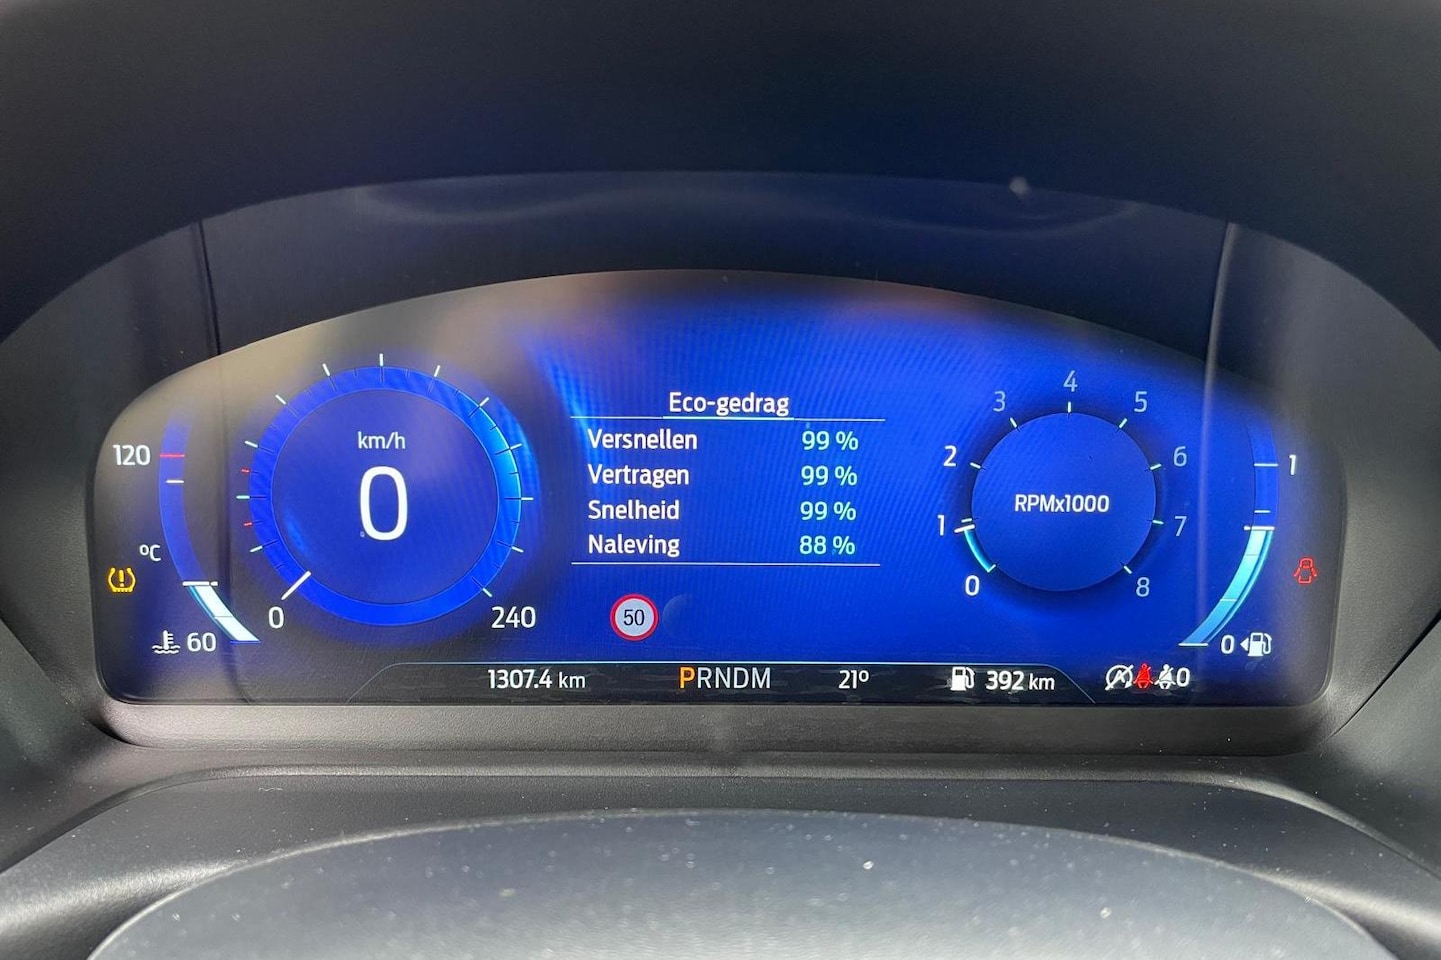 Eco-gedrag
Versnellen 99 %
Vertragen 99 %
Snelheid 99 %
Naleving 88 %
50
120
°C
60
km/h
0
0
240
RPMx1000
0
1
2
3
4
5
6
7
8
1
0
1307.4 km
PRNDM
21°
392 km
A
0